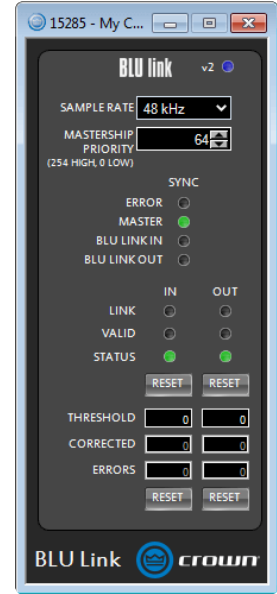 15285 - My C...
BLU link v2
SAMPLE RATE 48 kHz
MASTERSHIP
PRIORITY 64
(254 HIGH, 0 LOW)
SYNC
ERROR
MASTER
BLU LINK IN
BLU LINK OUT
IN OUT
LINK
VALID
STATUS
RESET RESET
THRESHOLD 0 0
CORRECTED 0 0
ERRORS 0 0
RESET RESET
BLU Link crown